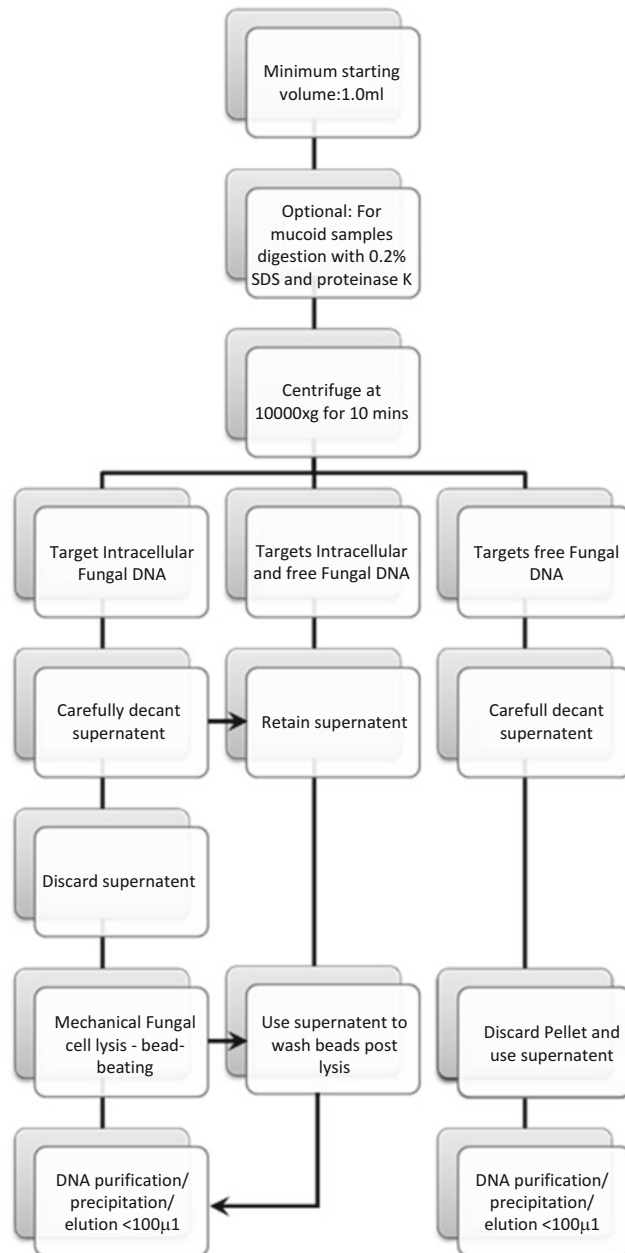 Minimum starting
volume:1.0ml
Optional: For
mucoid samples
digestion with 0.2%
SDS and proteinase K
Centrifuge at
10000xg for 10 mins
Target Intracellular
Fungal DNA
Targets Intracellular
and free Fungal DNA
Targets free Fungal
DNA
Carefully decant
supernatent
Retain supernatent
Carefull decant
supernatent
Discard supernatent
Mechanical Fungal
cell lysis - bead-
beating
Use supernatent to
wash beads post
lysis
Discard Pellet and
use supernatent
DNA purification/
precipitation/
elution <100µ1
DNA purification/
precipitation/
elution <100µ1